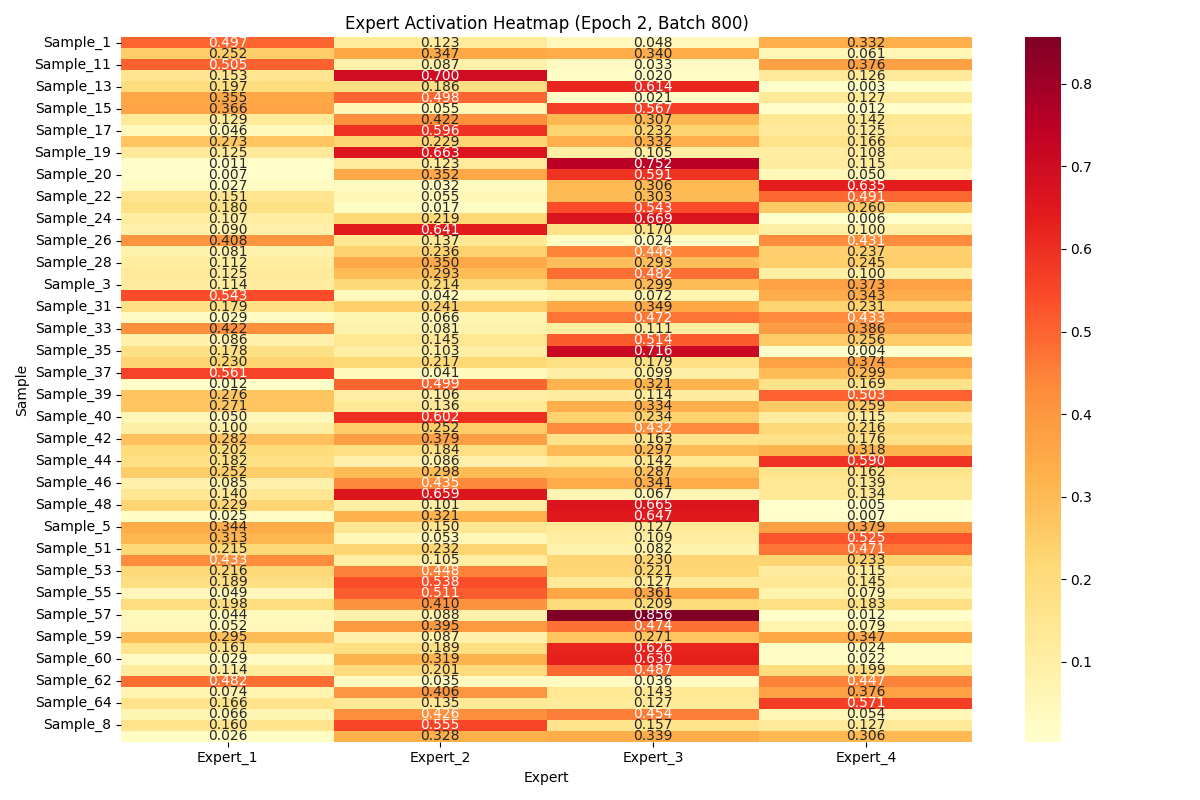 Expert Activation Heatmap (Epoch 2, Batch 800)
Sample_1 0.497 0.123 0.048 0.332
0.252 0.347 0.340 0.061
Sample_11 0.505 0.087 0.033 0.376
0.153 0.700 0.020 0.126
Sample_13 0.197 0.186 0.614 0.003
0.355 0.498 0.021 0.127
Sample_15 0.366 0.055 0.567 0.012
0.129 0.422 0.307 0.142
Sample_17 0.046 0.596 0.232 0.125
0.273 0.229 0.332 0.166
Sample_19 0.125 0.663 0.105 0.108
0.011 0.123 0.752 0.115
Sample_20 0.007 0.352 0.591 0.050
0.027 0.032 0.306 0.635
Sample_22 0.151 0.055 0.303 0.491
0.180 0.017 0.543 0.260
Sample_24 0.107 0.219 0.669 0.006
0.090 0.641 0.170 0.100
Sample_26 0.408 0.137 0.024 0.431
0.081 0.236 0.446 0.237
Sample_28 0.112 0.350 0.293 0.245
0.125 0.293 0.482 0.100
Sample_3 0.114 0.214 0.299 0.373
0.543 0.042 0.072 0.343
Sample_31 0.179 0.241 0.349 0.231
0.029 0.066 0.472 0.433
Sample_33 0.422 0.081 0.111 0.386
0.086 0.145 0.514 0.256
Sample_35 0.178 0.103 0.716 0.004
0.230 0.217 0.179 0.374
Sample_37 0.561 0.041 0.099 0.299
0.012 0.499 0.321 0.169
Sample_39 0.276 0.106 0.114 0.503
0.271 0.136 0.334 0.259
Sample_40 0.050 0.602 0.234 0.115
0.100 0.252 0.432 0.216
Sample_42 0.282 0.379 0.163 0.176
0.202 0.184 0.297 0.318
Sample_44 0.182 0.086 0.142 0.590
0.252 0.298 0.287 0.162
Sample_46 0.085 0.435 0.341 0.139
0.140 0.659 0.067 0.134
Sample_48 0.229 0.101 0.665 0.005
0.025 0.321 0.647 0.007
Sample_5 0.344 0.150 0.127 0.379
0.313 0.053 0.109 0.525
Sample_51 0.215 0.232 0.082 0.471
0.433 0.105 0.230 0.233
Sample_53 0.216 0.448 0.221 0.115
0.189 0.538 0.127 0.145
Sample_55 0.049 0.511 0.361 0.079
0.198 0.410 0.209 0.183
Sample_57 0.044 0.088 0.856 0.012
0.052 0.395 0.474 0.079
Sample_59 0.295 0.087 0.271 0.347
0.161 0.189 0.626 0.024
Sample_60 0.029 0.319 0.630 0.022
0.114 0.201 0.487 0.199
Sample_62 0.482 0.035 0.036 0.447
0.074 0.406 0.143 0.376
Sample_64 0.166 0.135 0.127 0.571
0.066 0.426 0.454 0.054
Sample_8 0.160 0.555 0.157 0.127
0.026 0.328 0.339 0.306
Expert_1 Expert_2 Expert_3 Expert_4
Expert
Sample
0.8
0.7
0.6
0.5
0.4
0.3
0.2
0.1